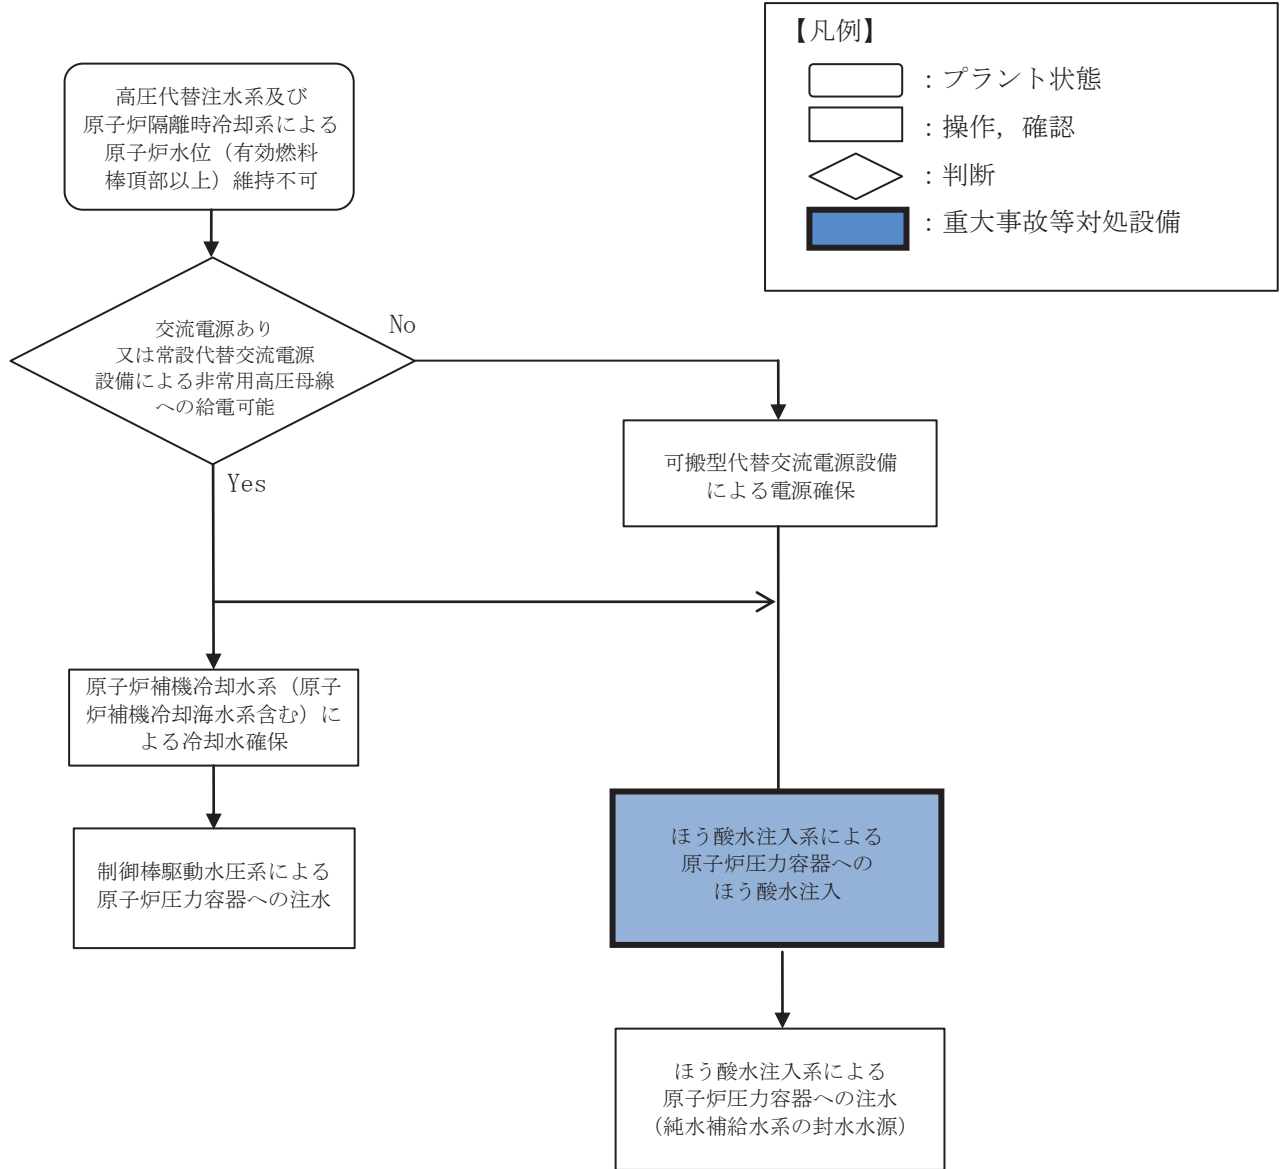 【凡例】
：プラント状態
：操作，確認
：判断
：重大事故等対処設備
高圧代替注水系及び
原子炉隔離時冷却系による
原子炉水位（有効燃料
棒頂部以上）維持不可
交流電源あり
又は常設代替交流電源
設備による非常用高圧母線
への給電可能
No
Yes
可搬型代替交流電源設備
による電源確保
原子炉補機冷却水系（原子
炉補機冷却海水系含む）に
よる冷却水確保
制御棒駆動水圧系による
原子炉圧力容器への注水
ほう酸水注入系による
原子炉圧力容器への
ほう酸水注入
ほう酸水注入系による
原子炉圧力容器への注水
（純水補給水系の封水水源）